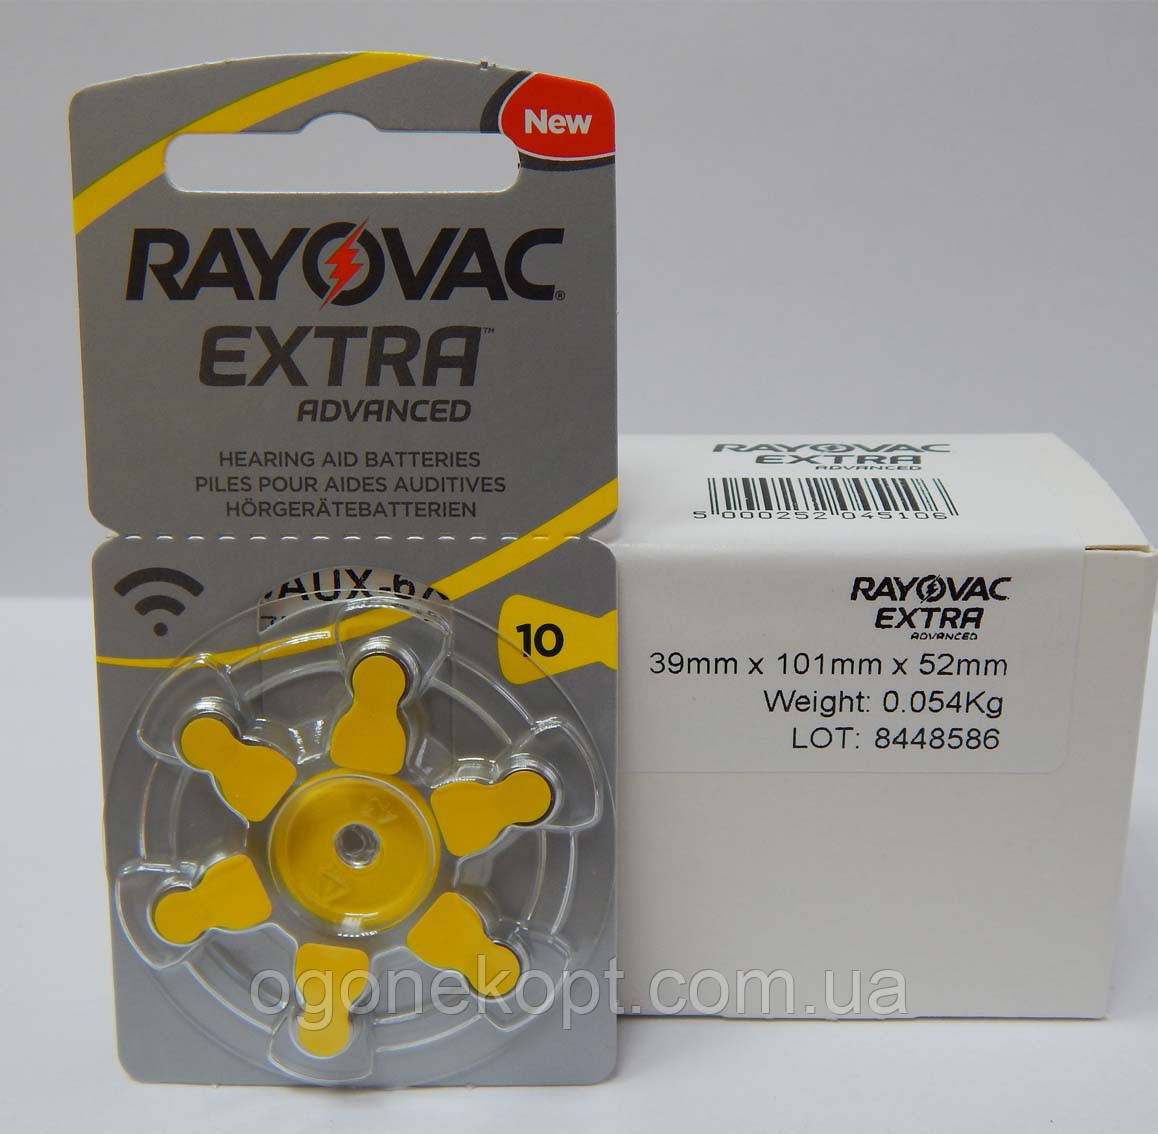 New
RAYOVAC®
EXTRA™
ADVANCED
HEARING AID BATTERIES
PILES POUR AIDES AUDITIVES
HÖRGERÄTEBATTERIEN
10
RAYOVAC
EXTRA
ADVANCED
5 000252 045106
RAYOVAC
EXTRA
ADVANCED
39mm x 101mm x 52mm
Weight: 0.054Kg
LOT: 8448586
ogonekopt.com.ua